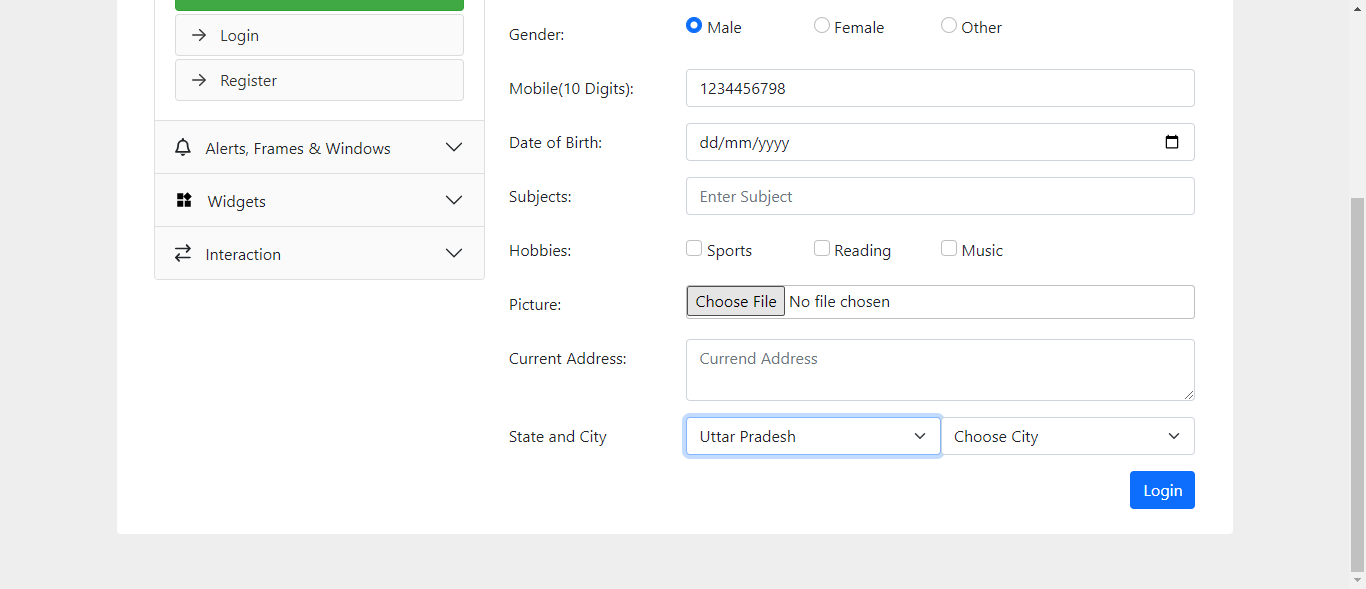 Login
Register
Alerts, Frames & Windows
Widgets
Interaction
Gender: Male Female Other
Mobile(10 Digits): 1234456798
Date of Birth: dd/mm/yyyy
Subjects: Enter Subject
Hobbies: Sports Reading Music
Picture: Choose File No file chosen
Current Address: Currend Address
State and City Uttar Pradesh Choose City
Login